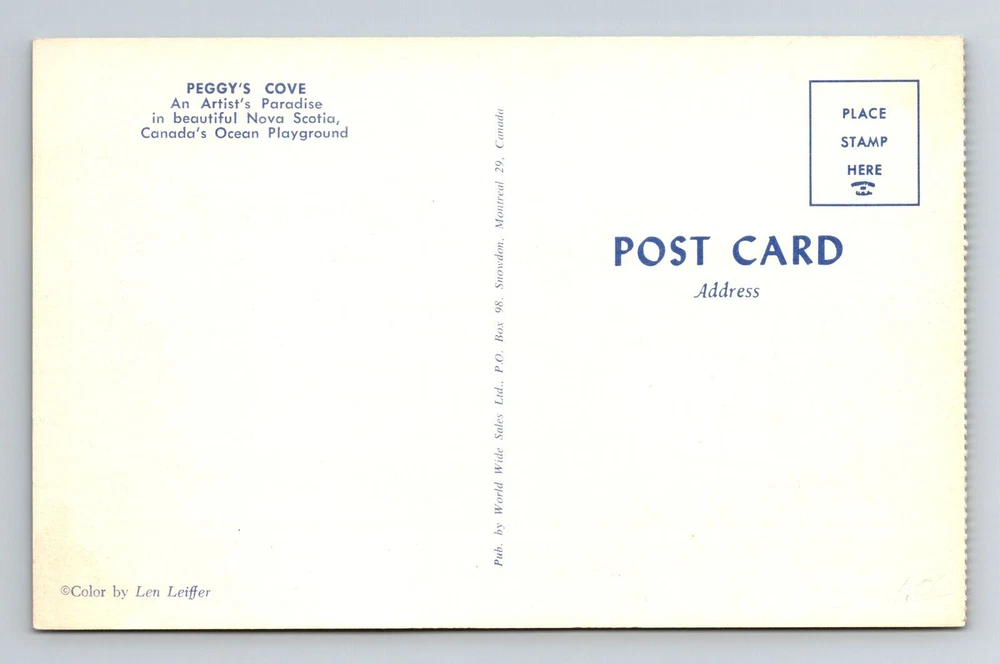 PEGGY'S COVE
An Artist's Paradise
in beautiful Nova Scotia,
Canada's Ocean Playground
©Color by Len Leiffer
Pub. by World Wide Sales Ltd., P.O. Box 98, Snowdon, Montreal 29, Canada
PLACE
STAMP
HERE
POST CARD
Address